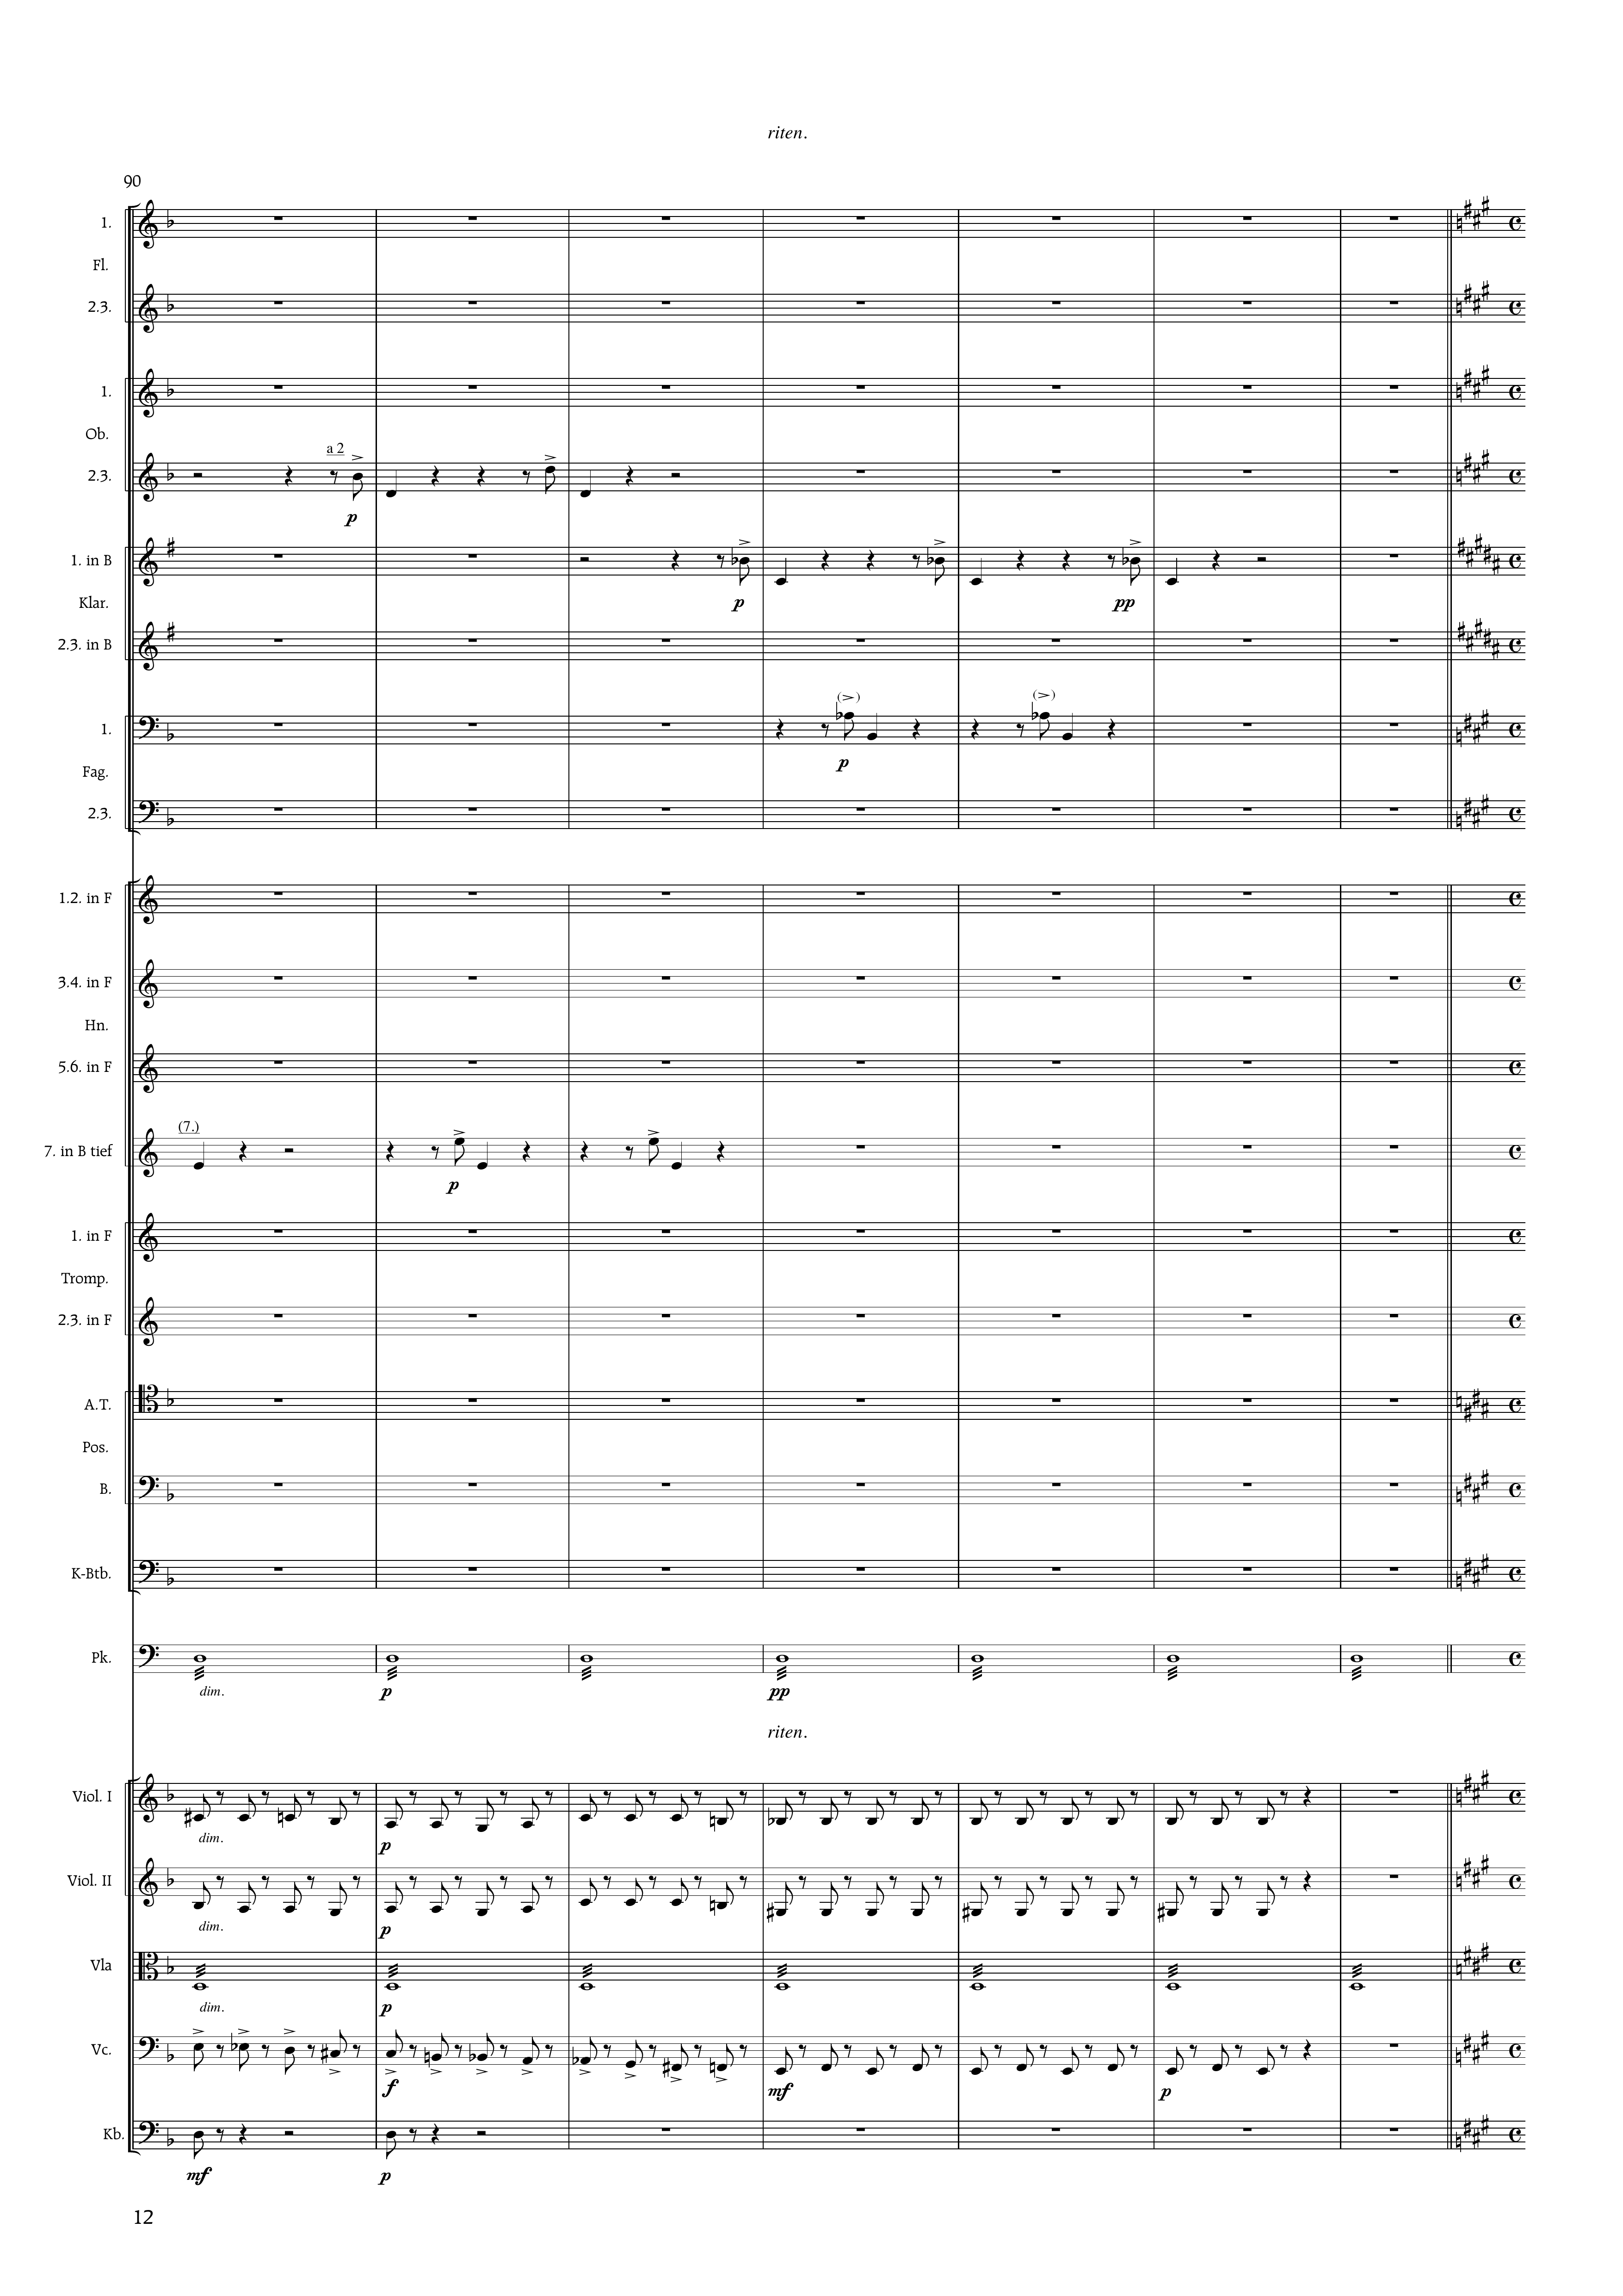 riten.
90
1.
Fl.
2.3.
1.
Ob.
a 2
2.3.
p
1. in B
p
pp
Klar.
2.3. in B
(>)
(>)
1.
p
Fag.
2.3.
1.2. in F
3.4. in F
Hn.
5.6. in F
(7.)
7. in B tief
p
1. in F
Tromp.
2.3. in F
A.T.
Pos.
B.
K-Btb.
Pk.
dim.
p
pp
riten.
Viol. I
dim.
p
Viol. II
dim.
p
Vla
dim.
p
Vc.
f
mf
p
Kb.
mf
p
12